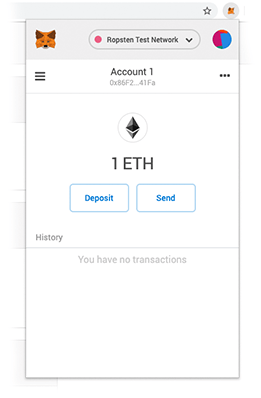 Ropsten Test Network
Account 1
0x86F2...41Fa
1 ETH
Deposit
Send
History
You have no transactions